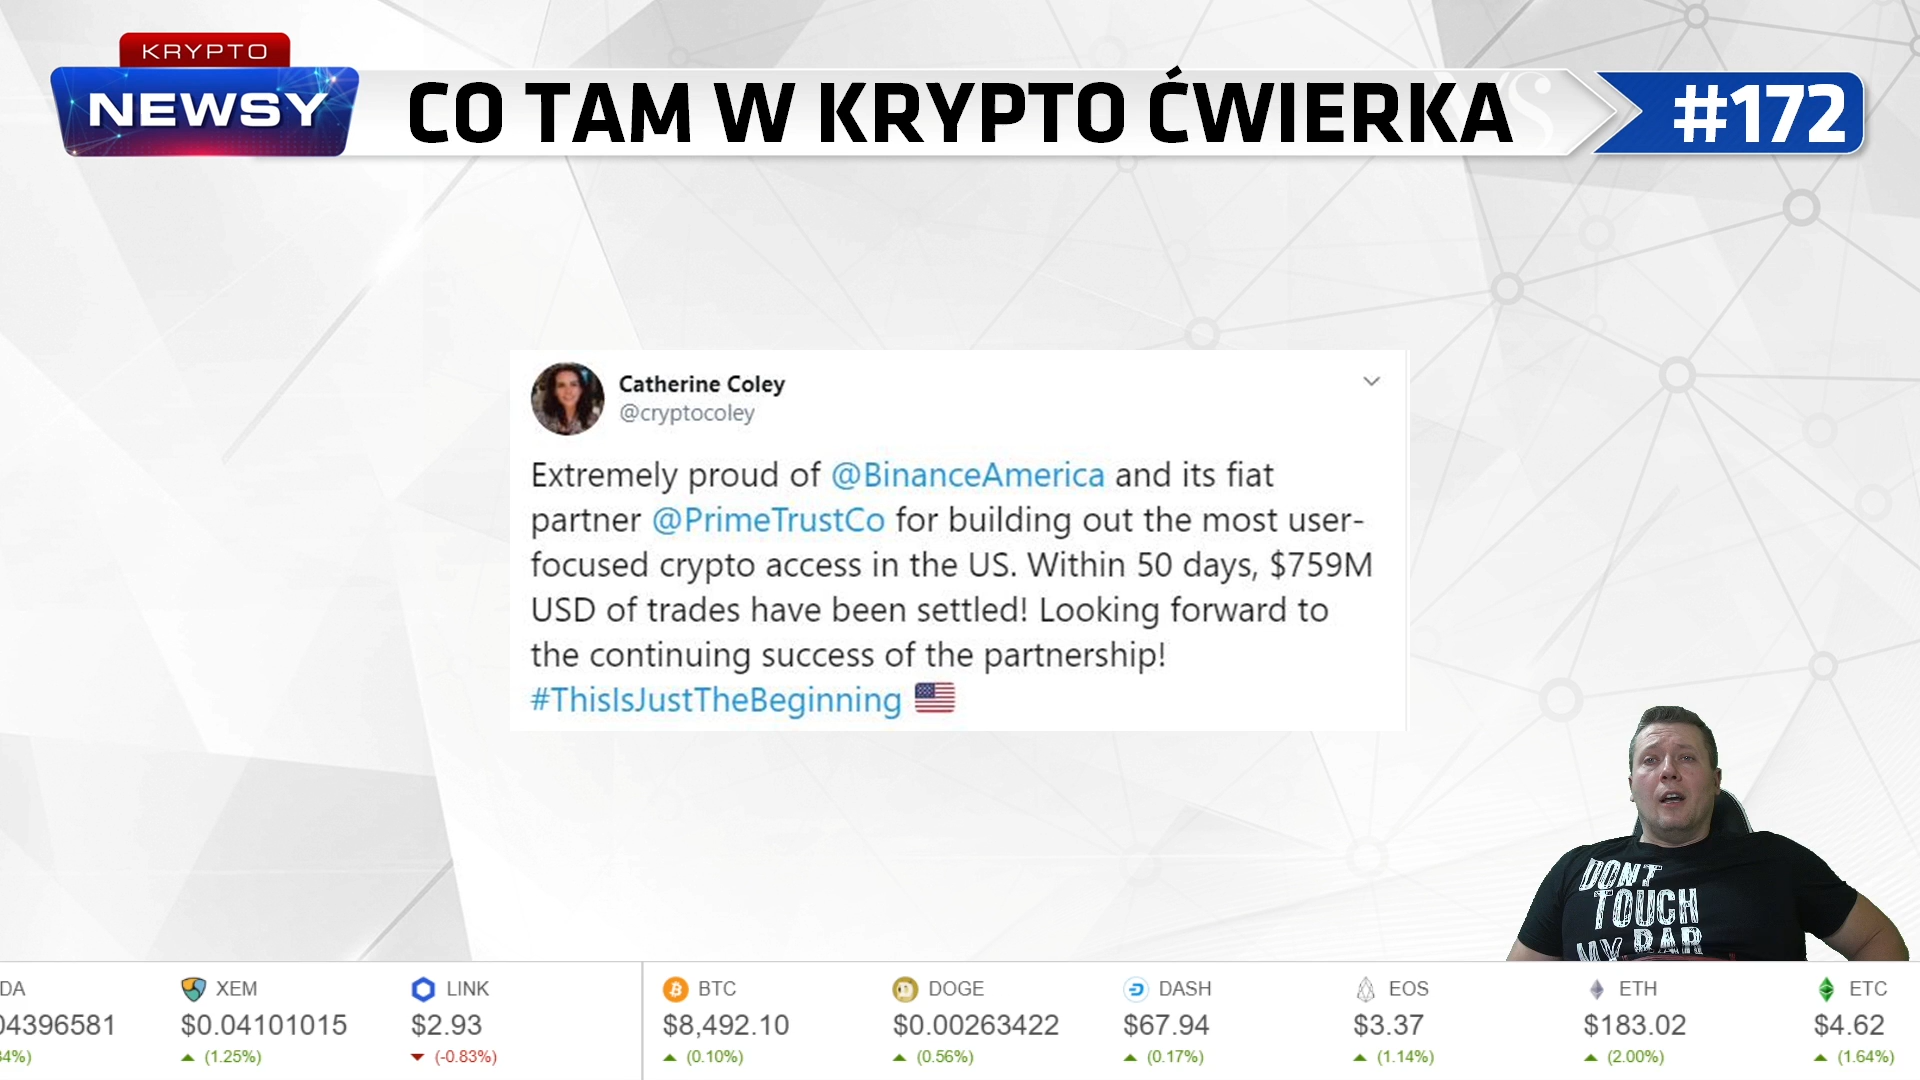 KRYPTO
NEWSY
CO TAM W KRYPTO ĆWIERKA
#172
Catherine Coley
@cryptocoley
Extremely proud of @BinanceAmerica and its fiat
partner @PrimeTrustCo for building out the most user-
focused crypto access in the US. Within 50 days, $759M
USD of trades have been settled! Looking forward to
the continuing success of the partnership!
#ThisIsJustTheBeginning
DONT
TOUCH
MY BAR
DA XEM LINK BTC DOGE DASH EOS ETH ETC
04396581 $0.04101015 $2.93 $8,492.10 $0.00263422 $67.94 $3.37 $183.02 $4.62
34%) (1.25%) (-0.83%) (0.10%) (0.56%) (0.17%) (1.14%) (2.00%) (1.64%)